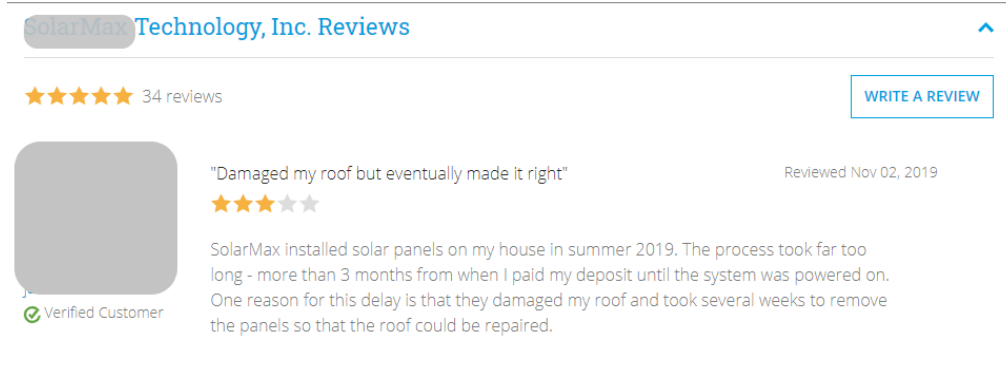 SolarMax Technology, Inc. Reviews
34 reviews
WRITE A REVIEW
"Damaged my roof but eventually made it right"
Reviewed Nov 02, 2019
SolarMax installed solar panels on my house in summer 2019. The process took far too
long - more than 3 months from when I paid my deposit until the system was powered on.
One reason for this delay is that they damaged my roof and took several weeks to remove
the panels so that the roof could be repaired.
Verified Customer